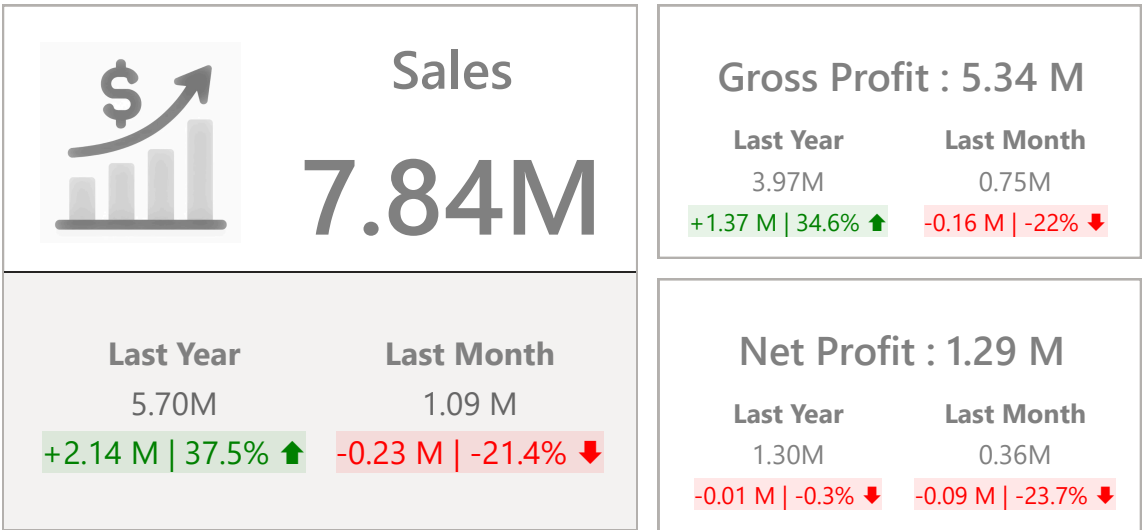 $
Sales
7.84M
Last Year Last Month
5.70M 1.09 M
+2.14 M | 37.5% 🡅 -0.23 M | -21.4% 🡇
Gross Profit : 5.34 M
Last Year Last Month
3.97M 0.75M
+1.37 M | 34.6% 🡅 -0.16 M | -22% 🡇
Net Profit : 1.29 M
Last Year Last Month
1.30M 0.36M
-0.01 M | -0.3% 🡇 -0.09 M | -23.7% 🡇